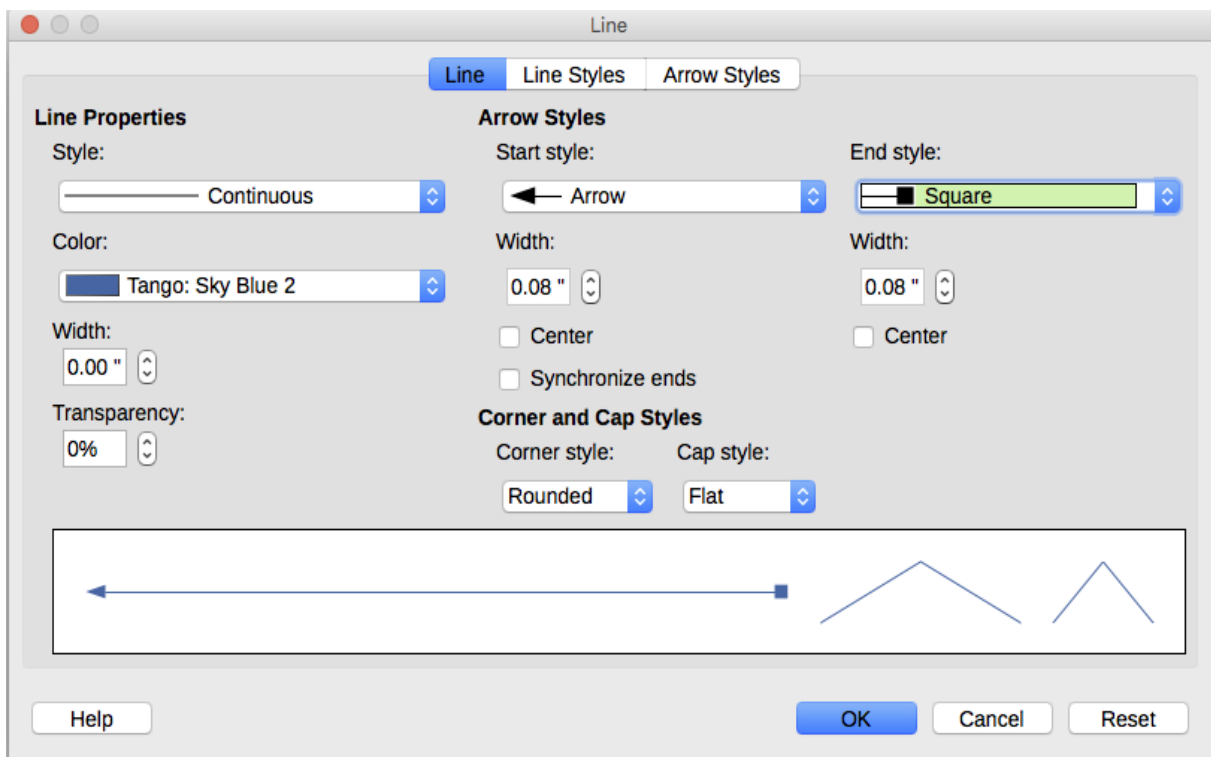 Line
Line Line Styles Arrow Styles
Line Properties
Style:
Continuous
Color:
Tango: Sky Blue 2
Width:
0.00 "
Transparency:
0%
Arrow Styles
Start style:
Arrow
Width:
0.08 "
Center
Synchronize ends
End style:
Square
Width:
0.08 "
Center
Corner and Cap Styles
Corner style: Cap style:
Rounded Flat
Help OK Cancel Reset